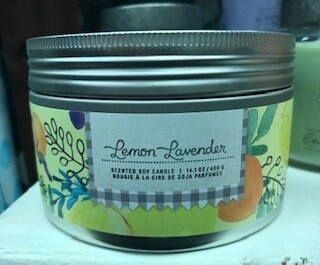 Lemon Lavender
SCENTED SOY CANDLE | 14.1 OZ / 400 G
BOUGIE À LA CIRE DE SOJA PARFUMÉE